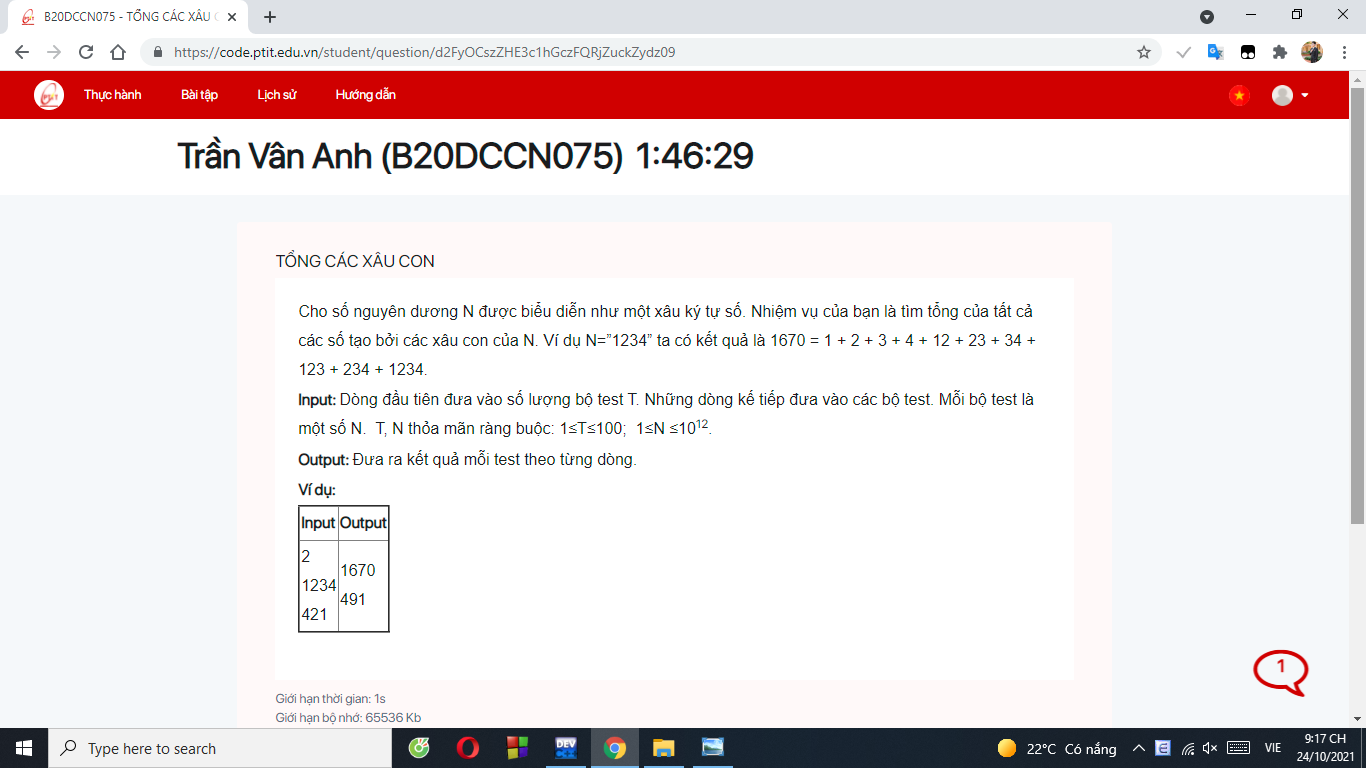 B20DCCN075 - TỔNG CÁC XÂU C
https://code.ptit.edu.vn/student/question/d2FyOCszZHE3c1hGczFQRjZuckZydz09
Thực hành Bài tập Lịch sử Hướng dẫn
Trần Vân Anh (B20DCCN075) 1:46:29
TỔNG CÁC XÂU CON
Cho số nguyên dương N được biểu diễn như một xâu ký tự số. Nhiệm vụ của bạn là tìm tổng của tất cả
các số tạo bởi các xâu con của N. Ví dụ N=”1234” ta có kết quả là 1670 = 1 + 2 + 3 + 4 + 12 + 23 + 34 +
123 + 234 + 1234.
Input: Dòng đầu tiên đưa vào số lượng bộ test T. Những dòng kế tiếp đưa vào các bộ test. Mỗi bộ test là
một số N. T, N thỏa mãn ràng buộc: 1≤T≤100; 1≤N ≤10¹².
Output: Đưa ra kết quả mỗi test theo từng dòng.
Ví dụ:
Input Output
2
1234
421
1670
491
1
Giới hạn thời gian: 1s
Giới hạn bộ nhớ: 65536 Kb
Type here to search
DEV
22°C Có nắng
VIE
9:17 CH
24/10/2021